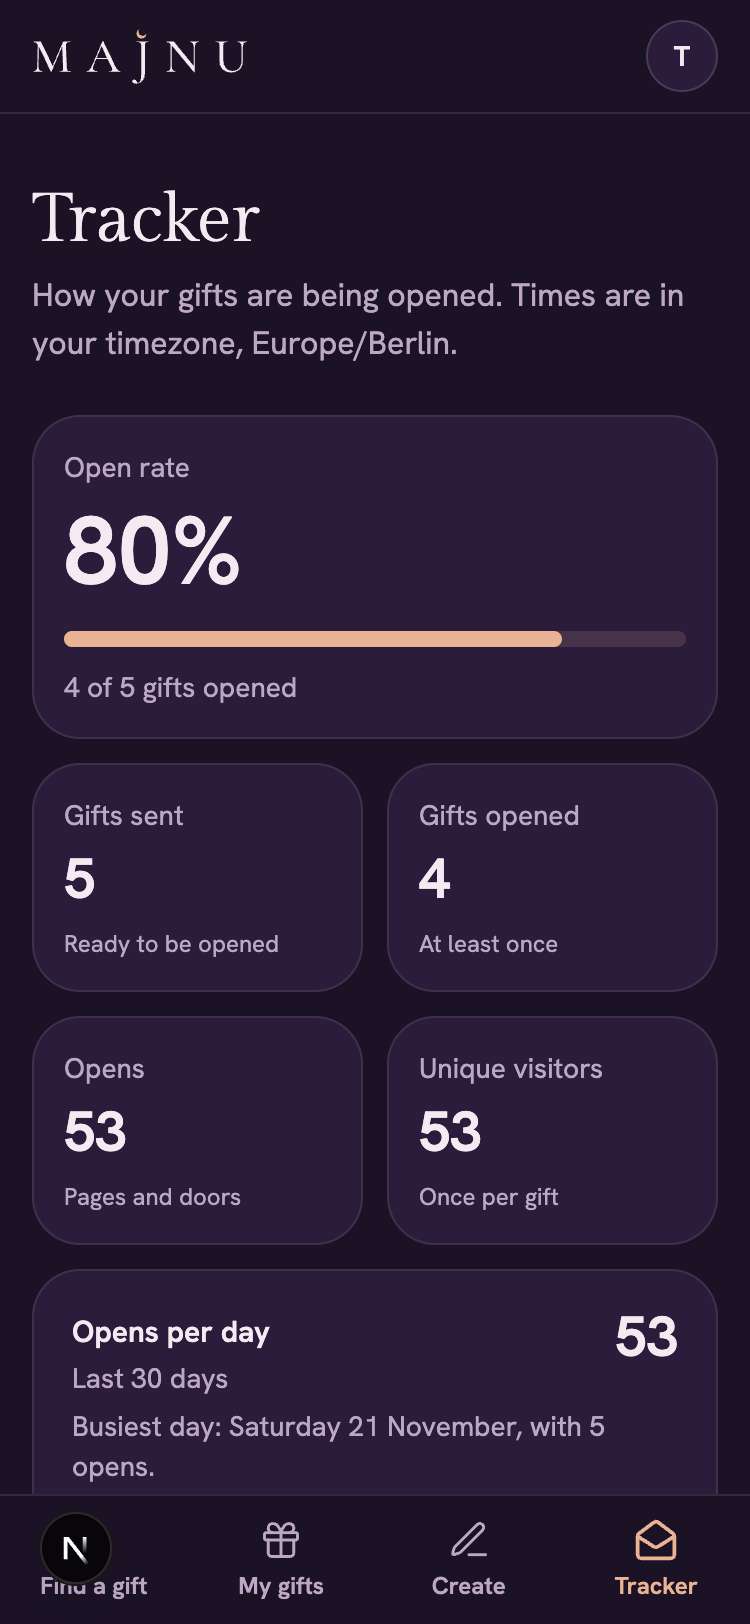 MAJNU
T
Tracker
How your gifts are being opened. Times are in
your timezone, Europe/Berlin.
Open rate
80%
4 of 5 gifts opened
Gifts sent
5
Ready to be opened
Gifts opened
4
At least once
Opens
53
Pages and doors
Unique visitors
53
Once per gift
Opens per day
53
Last 30 days
Busiest day: Saturday 21 November, with 5
opens.
N
Find a gift
My gifts
Create
Tracker